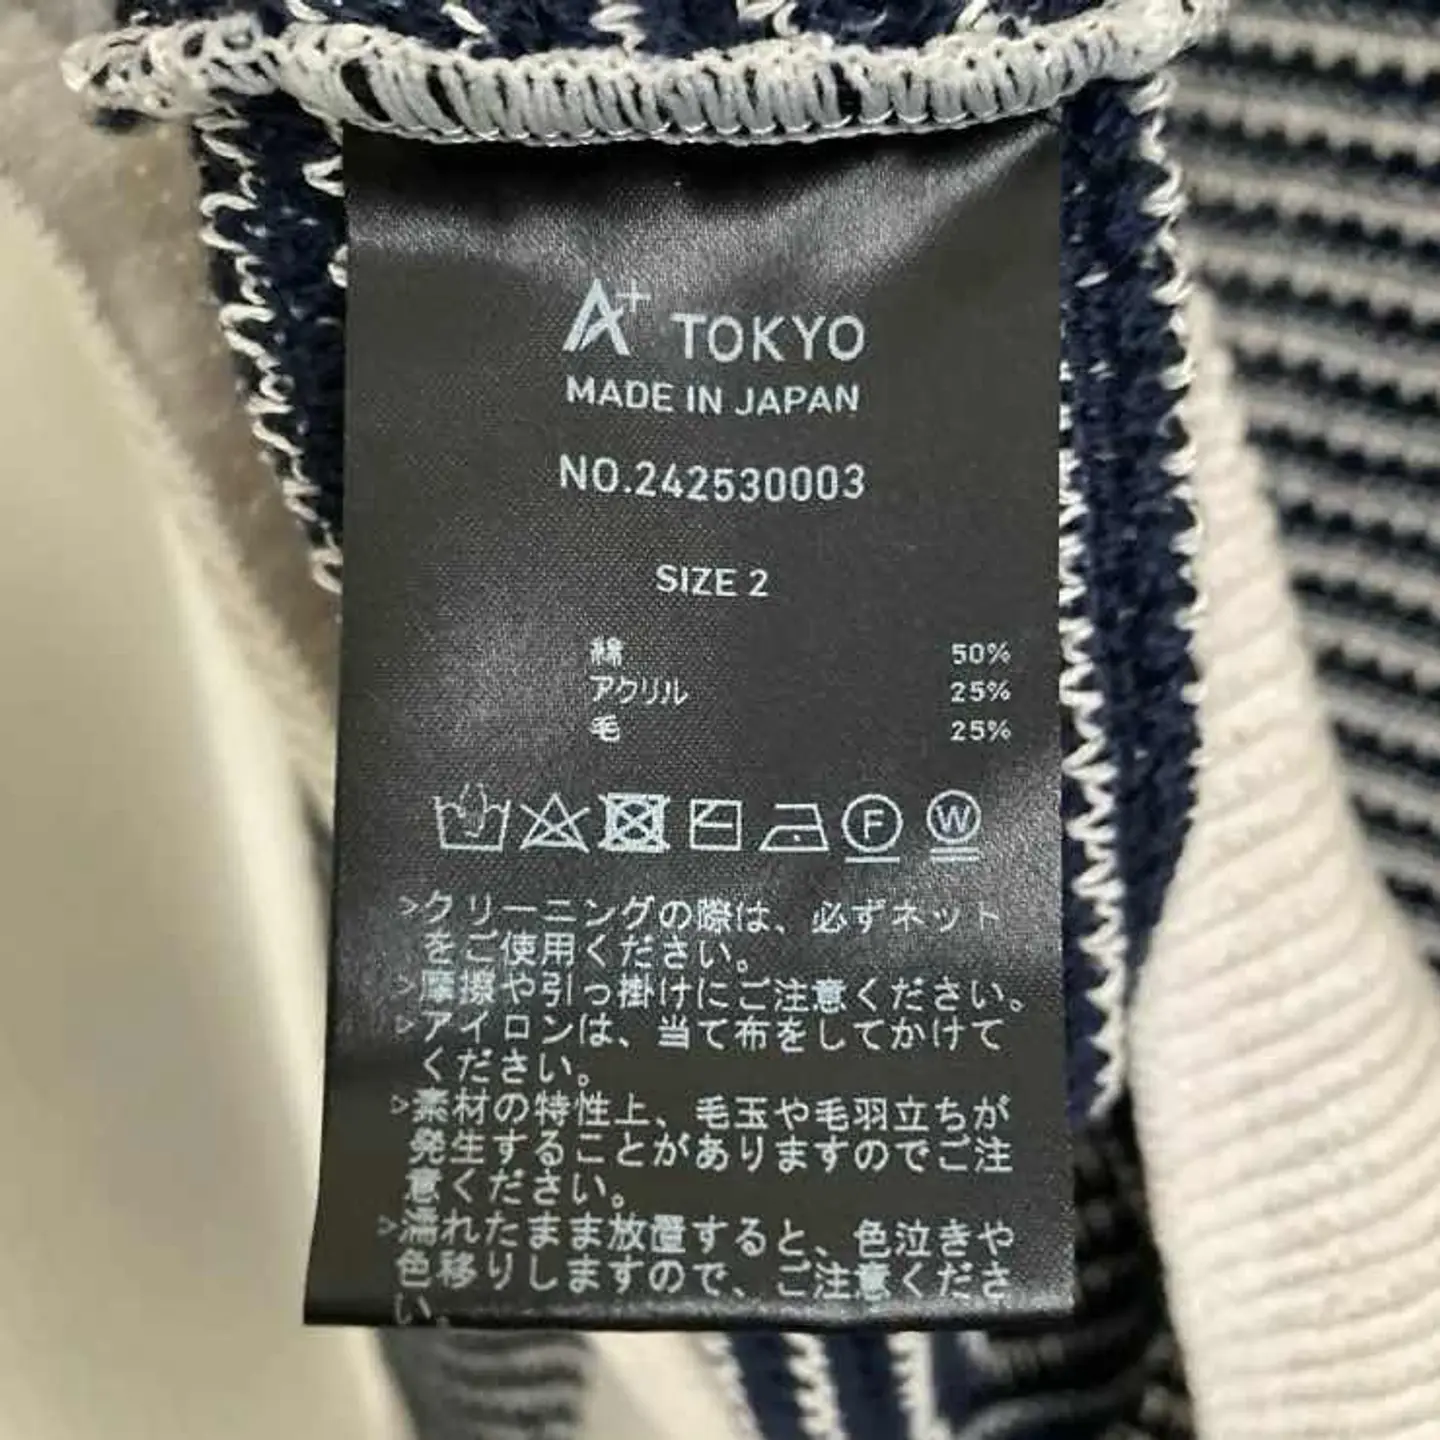 A+ TOKYO
MADE IN JAPAN
NO.242530003
SIZE 2
綿 50%
アクリル 25%
毛 25%
F W
>クリーニングの際は、必ずネット
をご使用ください。
>摩擦や引っ掛けにご注意ください。
>アイロンは、当て布をしてかけて
ください。
>素材の特性上、毛玉や毛羽立ちが
発生することがありますのでご注
意ください。
>濡れたまま放置すると、色泣きや
色移りしますので、ご注意くださ
い。